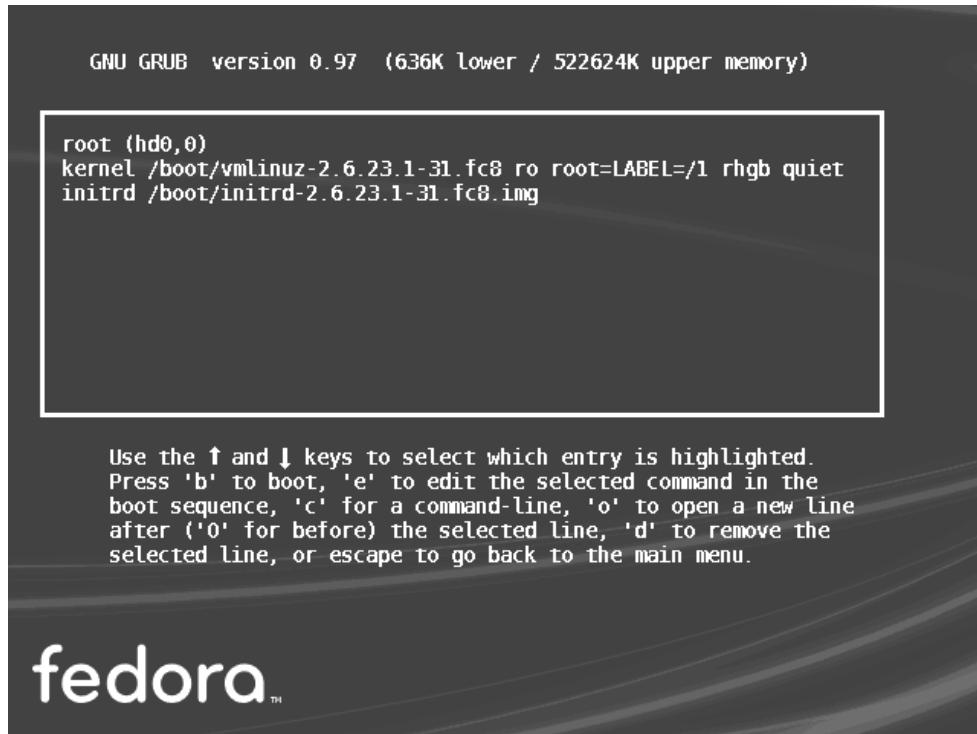 GNU GRUB  version 0.97  (636K lower / 522624K upper memory)
root (hd0,0)
kernel /boot/vmlinuz-2.6.23.1-31.fc8 ro root=LABEL=/1 rhgb quiet
initrd /boot/initrd-2.6.23.1-31.fc8.img
Use the ↑ and ↓ keys to select which entry is highlighted.
Press 'b' to boot, 'e' to edit the selected command in the
boot sequence, 'c' for a command-line, 'o' to open a new line
after ('O' for before) the selected line, 'd' to remove the
selected line, or escape to go back to the main menu.
fedora™